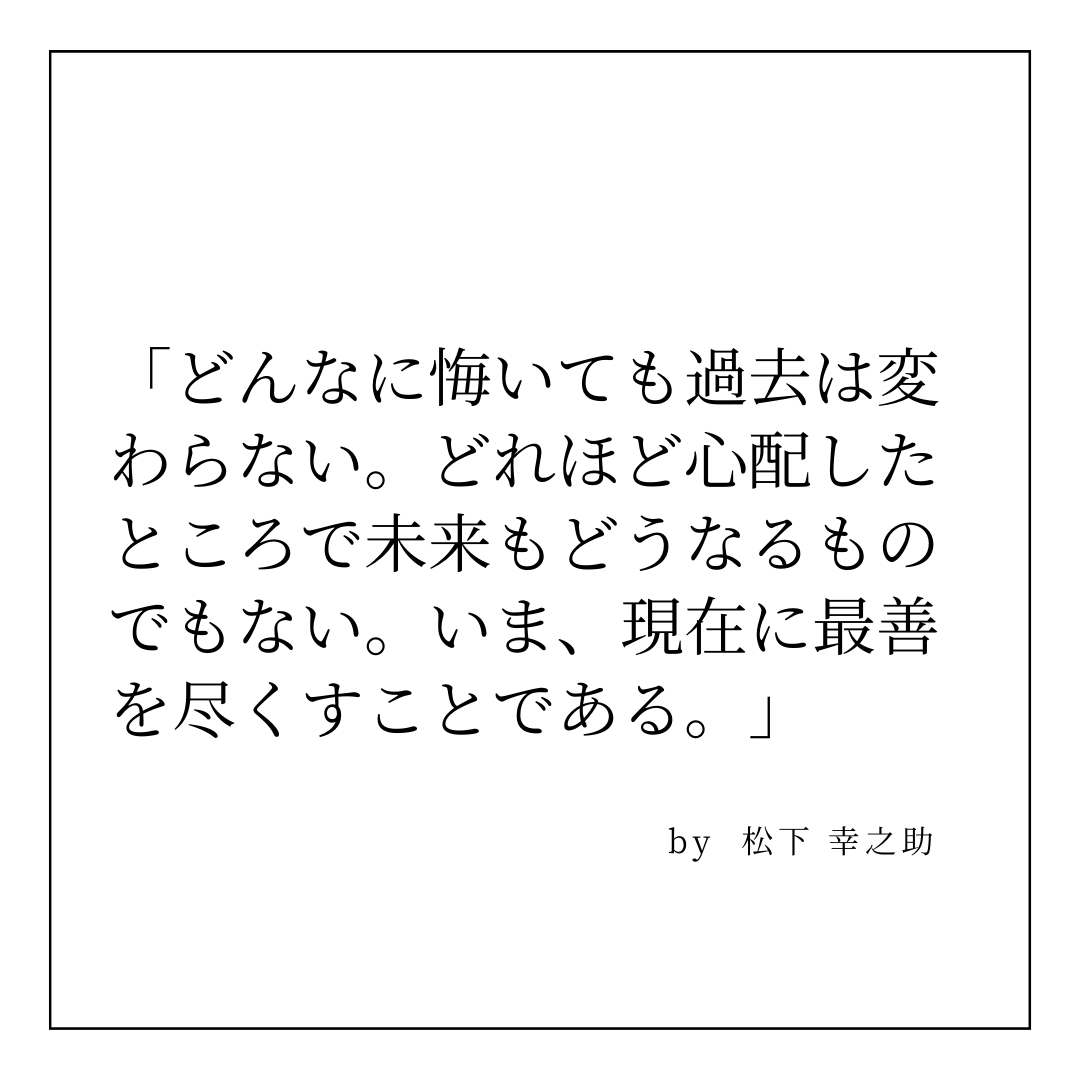 「どんなに悔いても過去は変
わらない。どれほど心配した
ところで未来もどうなるもの
でもない。いま、現在に最善
を尽くすことである。」
by 松下 幸之助